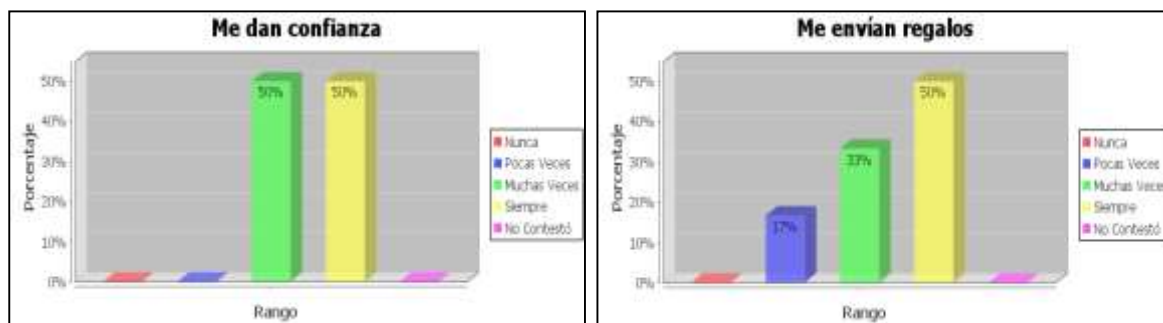 Me dan confianza
50%
40%
30%
20%
10%
0%
Porcentaje
50%
50%
Rango
Nunca
Pocas Veces
Muchas Veces
Siempre
No Contestó
Me envían regalos
50%
40%
30%
20%
10%
0%
Porcentaje
17%
33%
50%
Rango
Nunca
Pocas Veces
Muchas Veces
Siempre
No Contestó